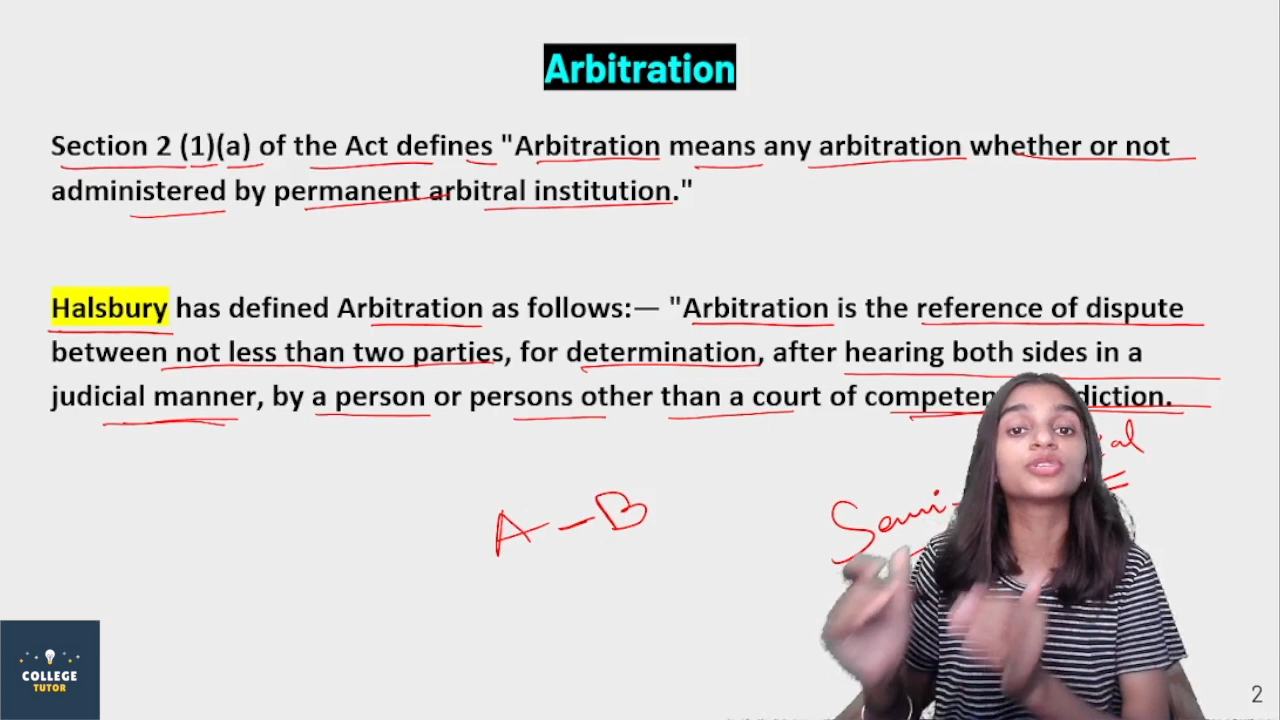 Arbitration
Section 2 (1)(a) of the Act defines "Arbitration means any arbitration whether or not
administered by permanent arbitral institution."
Halsbury has defined Arbitration as follows:— "Arbitration is the reference of dispute
between not less than two parties, for determination, after hearing both sides in a
judicial manner, by a person or persons other than a court of
A - B
Semi-
COLLEGE
TUTOR
2